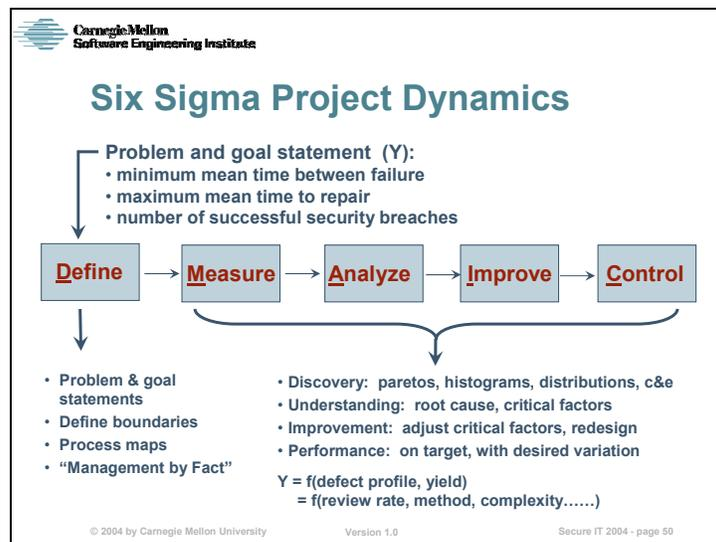 Carnegie Mellon
Software Engineering Institute
Six Sigma Project Dynamics
Problem and goal statement (Y):
• minimum mean time between failure
• maximum mean time to repair
• number of successful security breaches
Define
Measure
Analyze
Improve
Control
• Problem & goal
statements
• Define boundaries
• Process maps
• “Management by Fact”
• Discovery: paretos, histograms, distributions, c&e
• Understanding: root cause, critical factors
• Improvement: adjust critical factors, redesign
• Performance: on target, with desired variation
Y = f(defect profile, yield)
= f(review rate, method, complexity……)
© 2004 by Carnegie Mellon University
Version 1.0
Secure IT 2004 - page 50